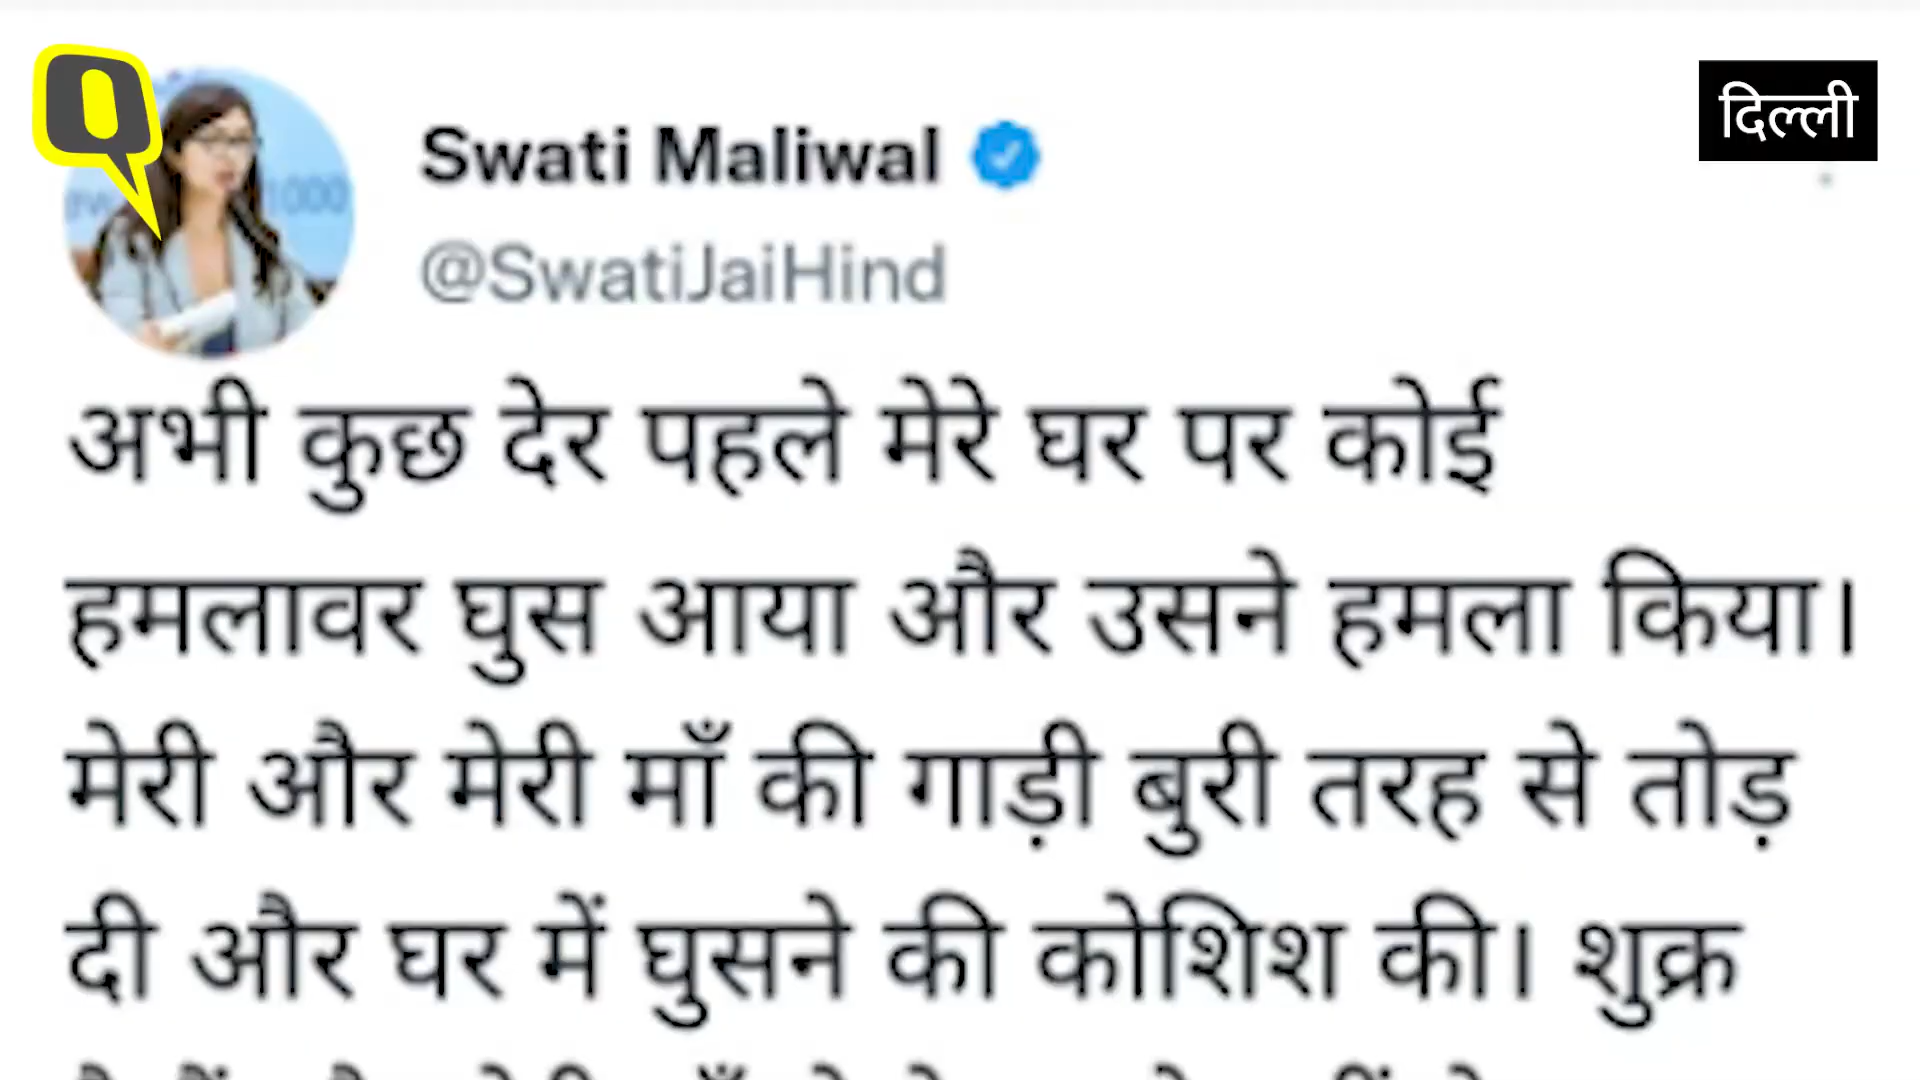 दिल्ली
Swati Maliwal
@SwatiJaiHind
अभी कुछ देर पहले मेरे घर पर कोई
हमलावर घुस आया और उसने हमला किया।
मेरी और मेरी माँ की गाड़ी बुरी तरह से तोड़
दी और घर में घुसने की कोशिश की। शुक्र